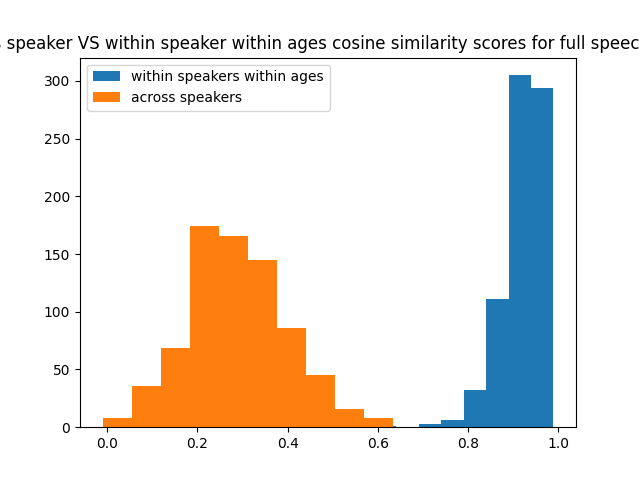 speaker VS within speaker within ages cosine similarity scores for full speec
within speakers within ages
across speakers
300
250
200
150
100
50
0
0.0 0.2 0.4 0.6 0.8 1.0